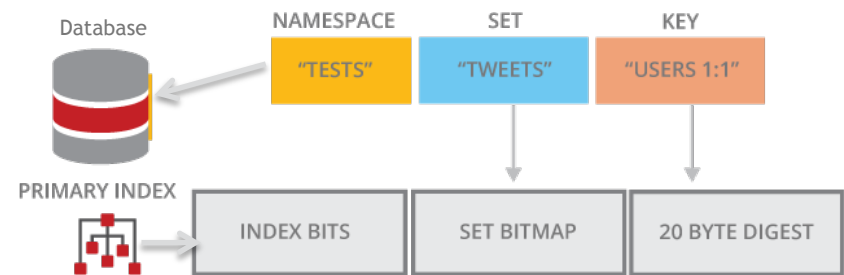 Database
NAMESPACE SET KEY
"TESTS" "TWEETS" "USERS 1:1"
PRIMARY INDEX
INDEX BITS SET BITMAP 20 BYTE DIGEST